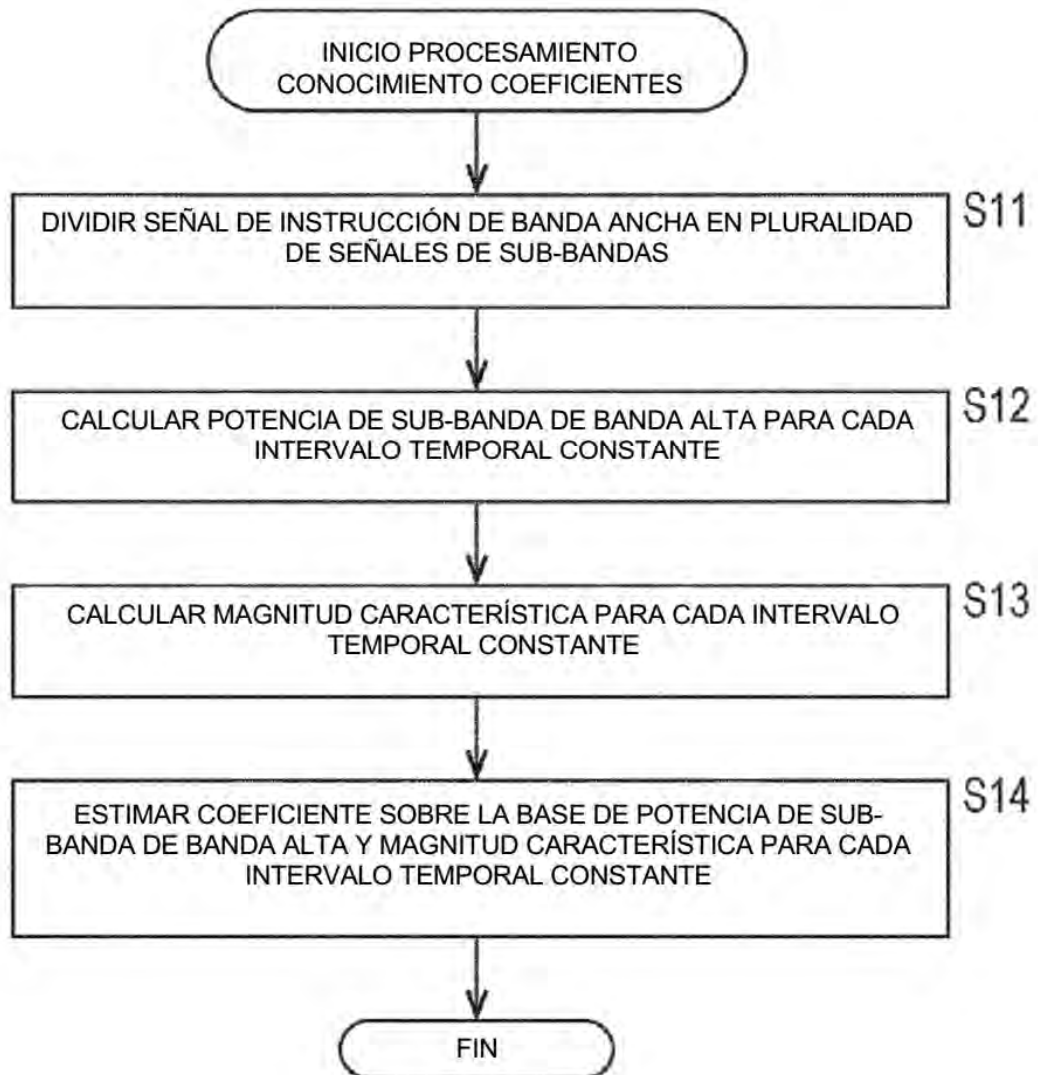 INICIO PROCESAMIENTO
CONOCIMIENTO COEFICIENTES
DIVIDIR SEÑAL DE INSTRUCCIÓN DE BANDA ANCHA EN PLURALIDAD
DE SEÑALES DE SUB-BANDAS
S11
CALCULAR POTENCIA DE SUB-BANDA DE BANDA ALTA PARA CADA
INTERVALO TEMPORAL CONSTANTE
S12
CALCULAR MAGNITUD CARACTERÍSTICA PARA CADA INTERVALO
TEMPORAL CONSTANTE
S13
ESTIMAR COEFICIENTE SOBRE LA BASE DE POTENCIA DE SUB-
BANDA DE BANDA ALTA Y MAGNITUD CARACTERÍSTICA PARA CADA
INTERVALO TEMPORAL CONSTANTE
S14
FIN